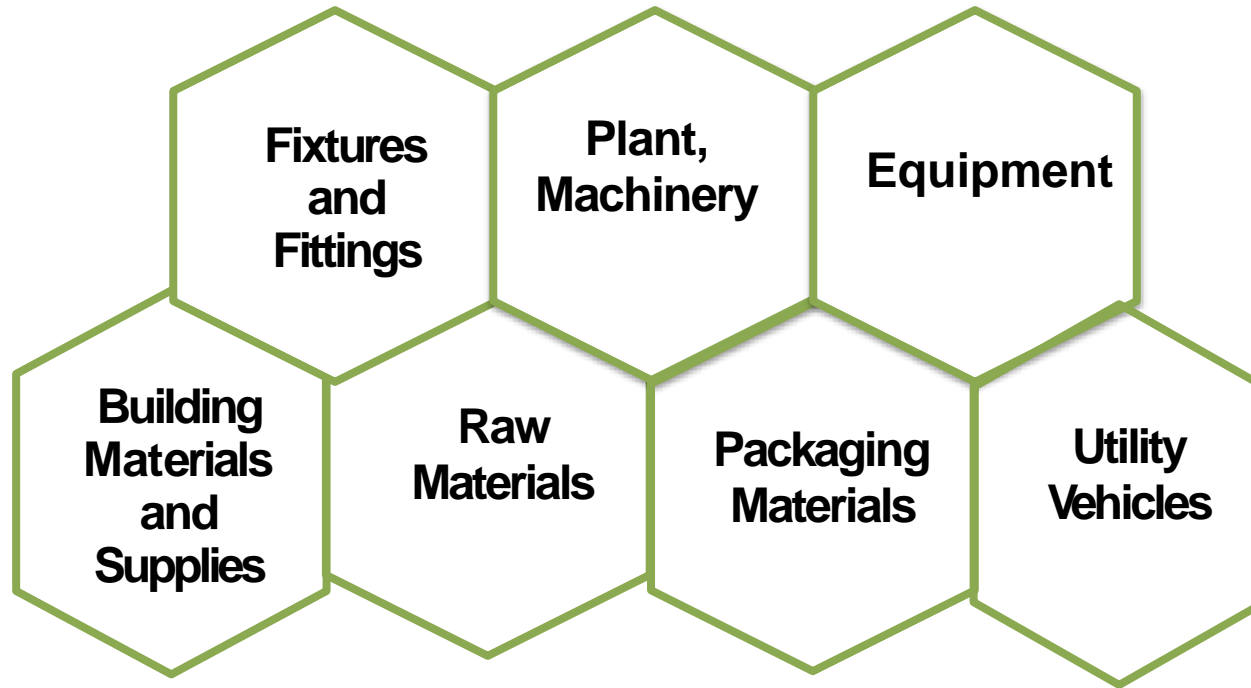 Fixtures
and
Fittings
Plant,
Machinery
Equipment
Building
Materials
and
Supplies
Raw
Materials
Packaging
Materials
Utility
Vehicles